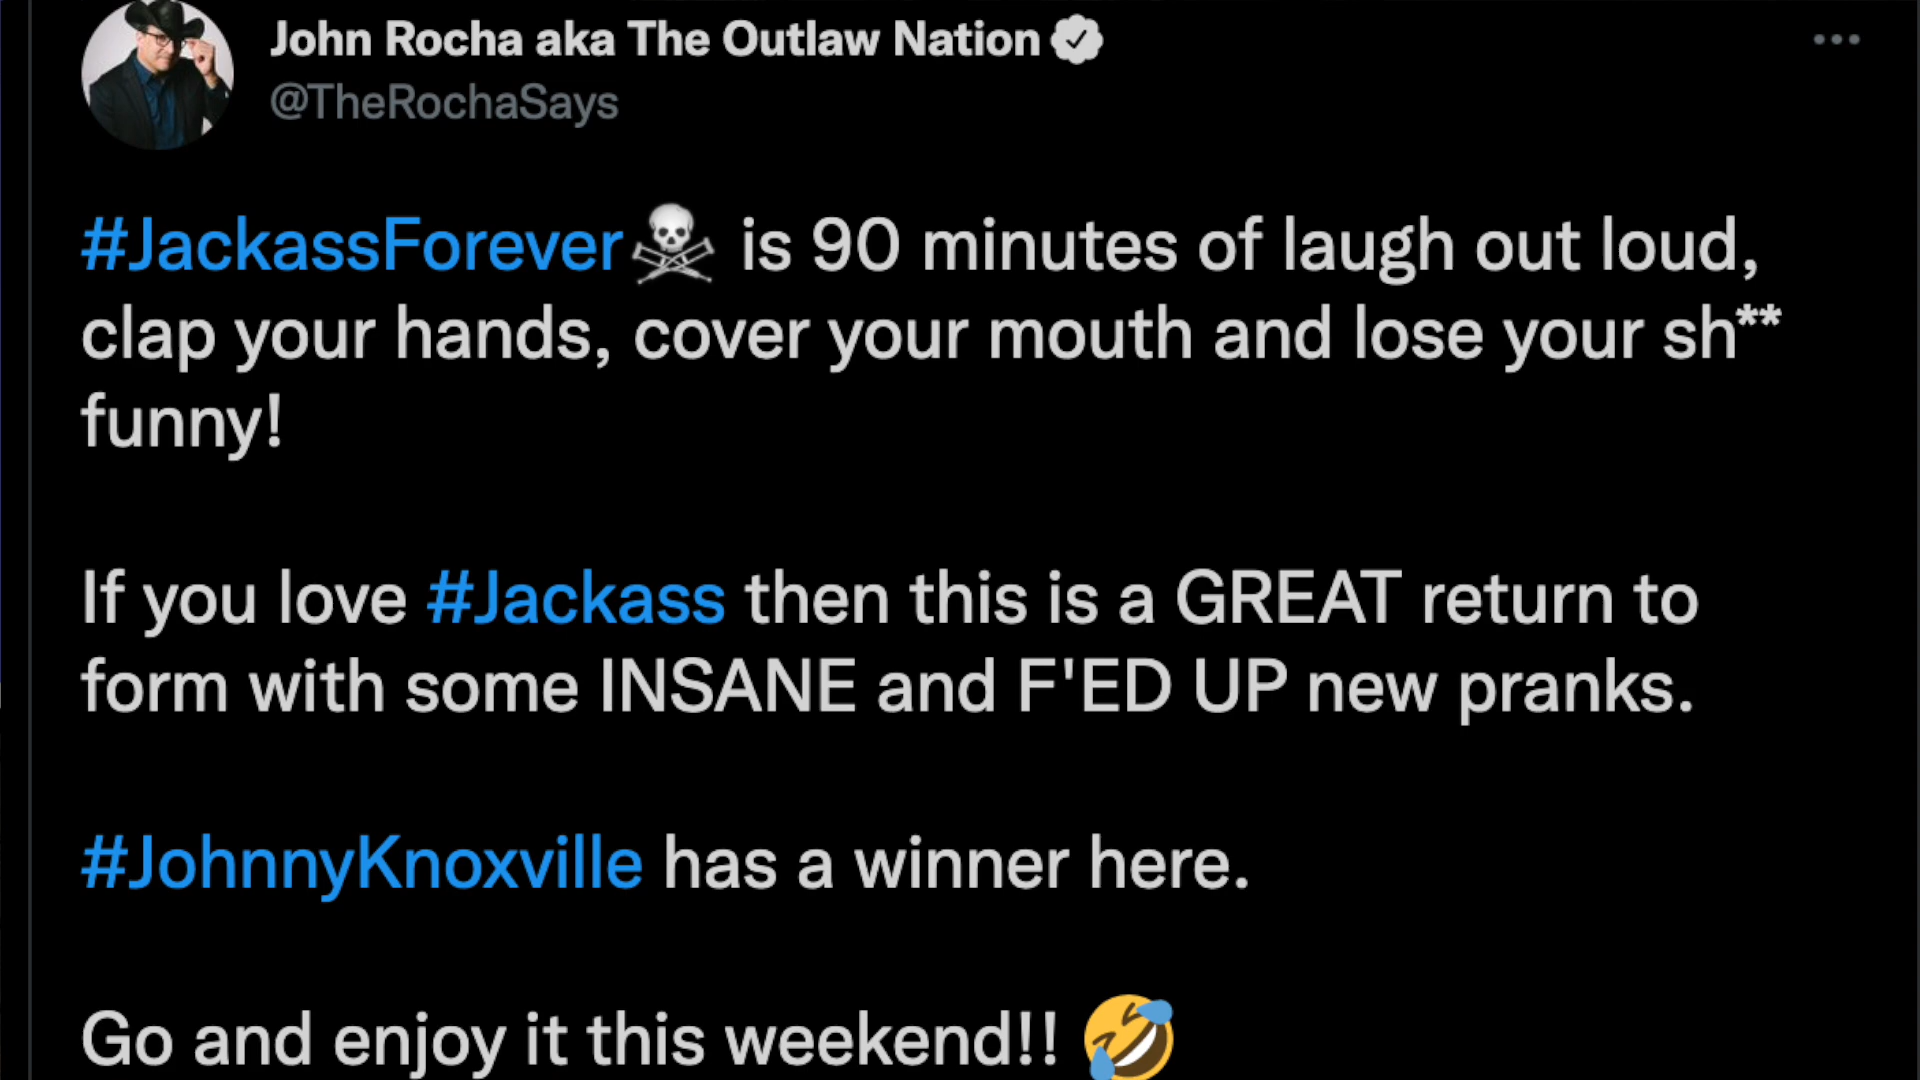 John Rocha aka The Outlaw Nation
@TheRochaSays
#JackassForever is 90 minutes of laugh out loud,
clap your hands, cover your mouth and lose your sh**
funny!
If you love #Jackass then this is a GREAT return to
form with some INSANE and F'ED UP new pranks.
#JohnnyKnoxville has a winner here.
Go and enjoy it this weekend!! 🤣